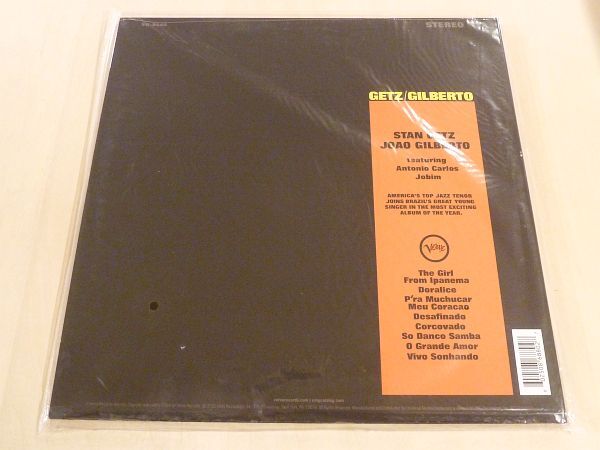 STEREO
GETZ/GILBERTO
STAN GETZ
JOAO GILBERTO
featuring
Antonio Carlos
Jobim
AMERICA'S TOP JAZZ TENOR
JOINS BRAZIL'S GREAT YOUNG
SINGER IN THE MOST EXCITING
ALBUM OF THE YEAR.
Verve
The Girl
From Ipanema
Doralice
P'ra Muchucar
Meu Coracao
Desafinado
Corcovado
So Danco Samba
O Grande Amor
Vivo Sonhando